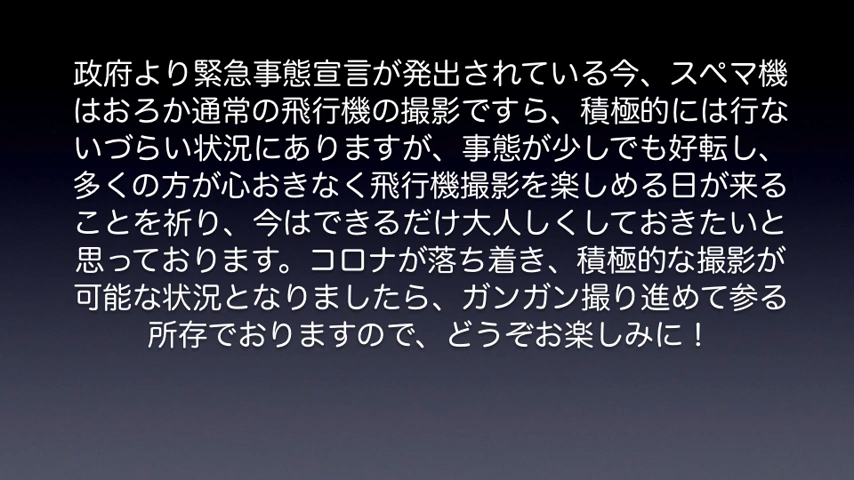 政府より緊急事態宣言が発出されている今、スペマ機
はおろか通常の飛行機の撮影ですら、積極的には行な
いづらい状況にありますが、事態が少しでも好転し、
多くの方が心おきなく飛行機撮影を楽しめる日が来る
ことを祈り、今はできるだけ大人しくしておきたいと
思っております。コロナが落ち着き、積極的な撮影が
可能な状況となりましたら、ガンガン撮り進めて参る
所存でおりますので、どうぞお楽しみに！